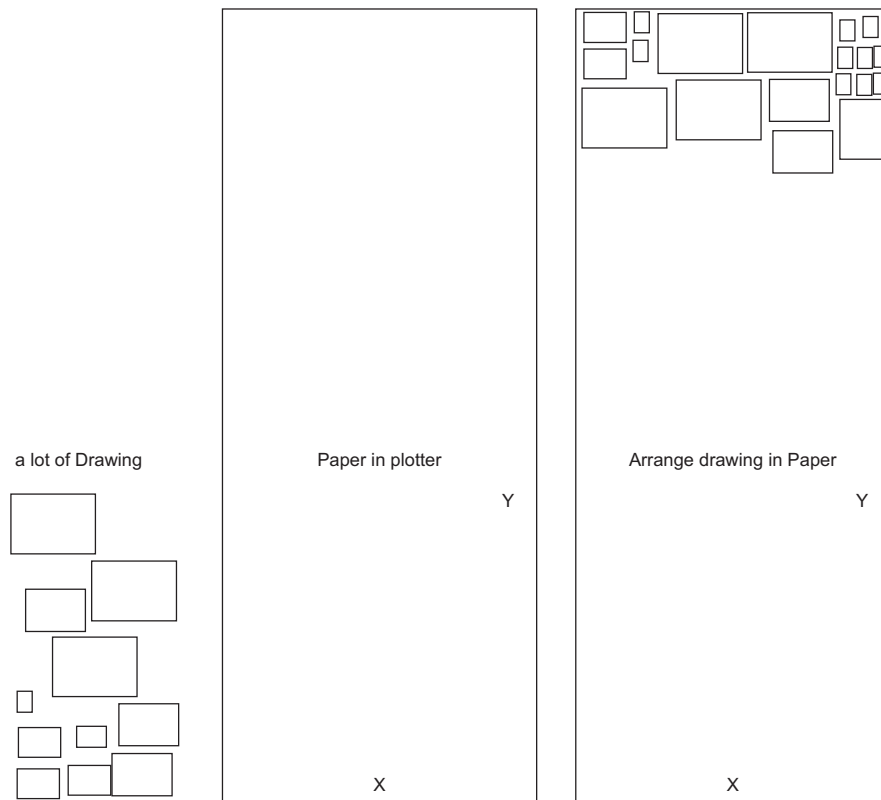 a lot of Drawing
Paper in plotter
Arrange drawing in Paper
Y
Y
X
X